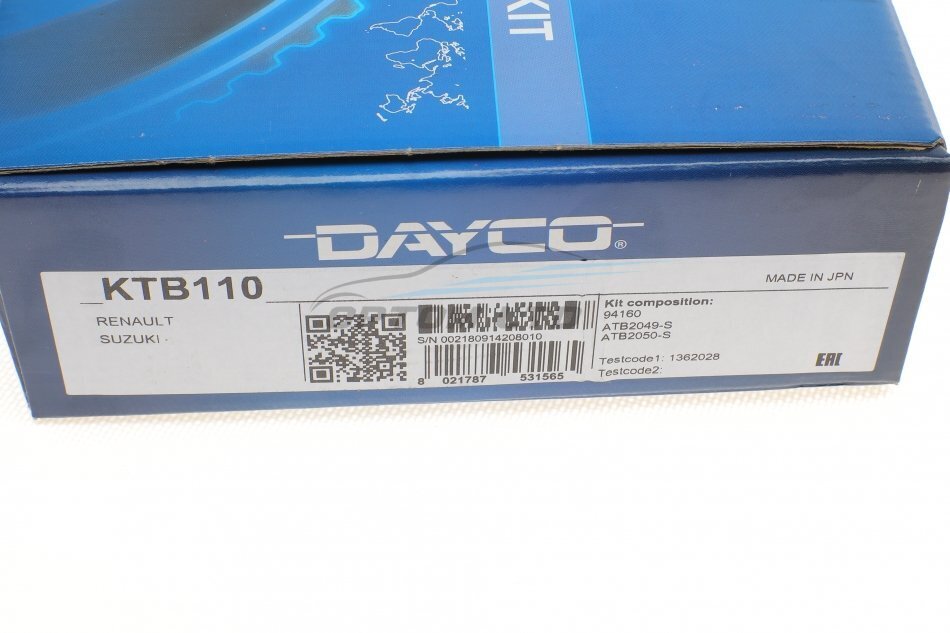 KIT
DAYCO®
KTB110
MADE IN JPN
RENAULT
SUZUKI
S/N 002180914208010
8 021787 531565
Kit composition:
94160
ATB2049-S
ATB2050-S
Testcode1: 1362028
Testcode2:
EAC